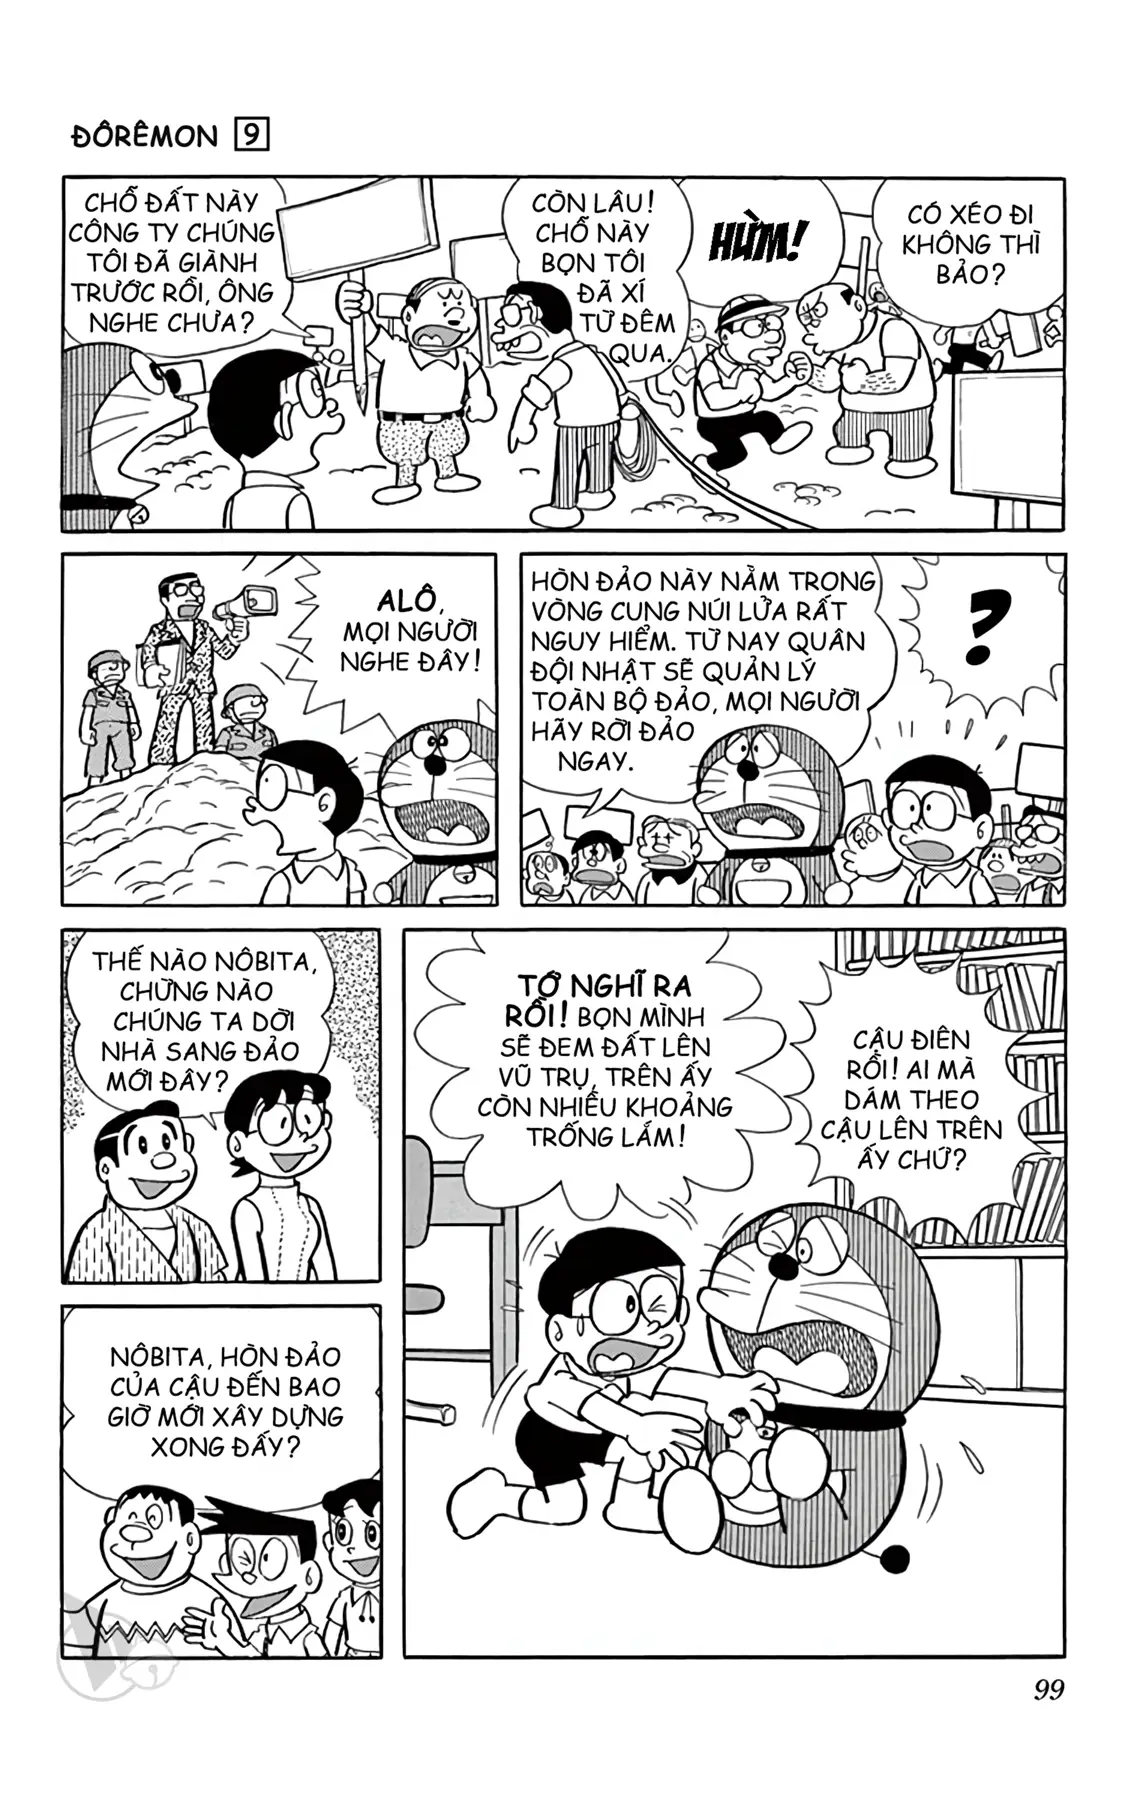 ĐÔRÊMON 9
CHỖ ĐẤT NÀY
CÔNG TY CHÚNG
TÔI ĐÃ GIÀNH
TRƯỚC RỒI, ÔNG
NGHE CHƯA?
CÒN LÂU!
CHỖ NÀY
BỌN TÔI
ĐÃ XÍ
TỪ ĐÊM
QUA.
HỪM!
CÓ XÉO ĐI
KHÔNG THÌ
BẢO?
ALÔ,
MỌI NGƯỜI
NGHE ĐÂY!
HÒN ĐẢO NÀY NẰM TRONG
VÒNG CUNG NÚI LỬA RẤT
NGUY HIỂM. TỪ NAY QUÂN
ĐỘI NHẬT SẼ QUẢN LÝ
TOÀN BỘ ĐẢO, MỌI NGƯỜI
HÃY RỜI ĐẢO
NGAY.
?
THẾ NÀO NÔBITA,
CHỪNG NÀO
CHÚNG TA DỜI
NHÀ SANG ĐẢO
MỚI ĐÂY?
NÔBITA, HÒN ĐẢO
CỦA CẬU ĐẾN BAO
GIỜ MỚI XÂY DỰNG
XONG ĐẤY?
TỚ NGHĨ RA
RỒI! BỌN MÌNH
SẼ ĐEM ĐẤT LÊN
VŨ TRỤ, TRÊN ẤY
CÒN NHIỀU KHOẢNG
TRỐNG LẮM!
CẬU ĐIÊN
RỒI! AI MÀ
DÁM THEO
CẬU LÊN TRÊN
ẤY CHỨ?
99